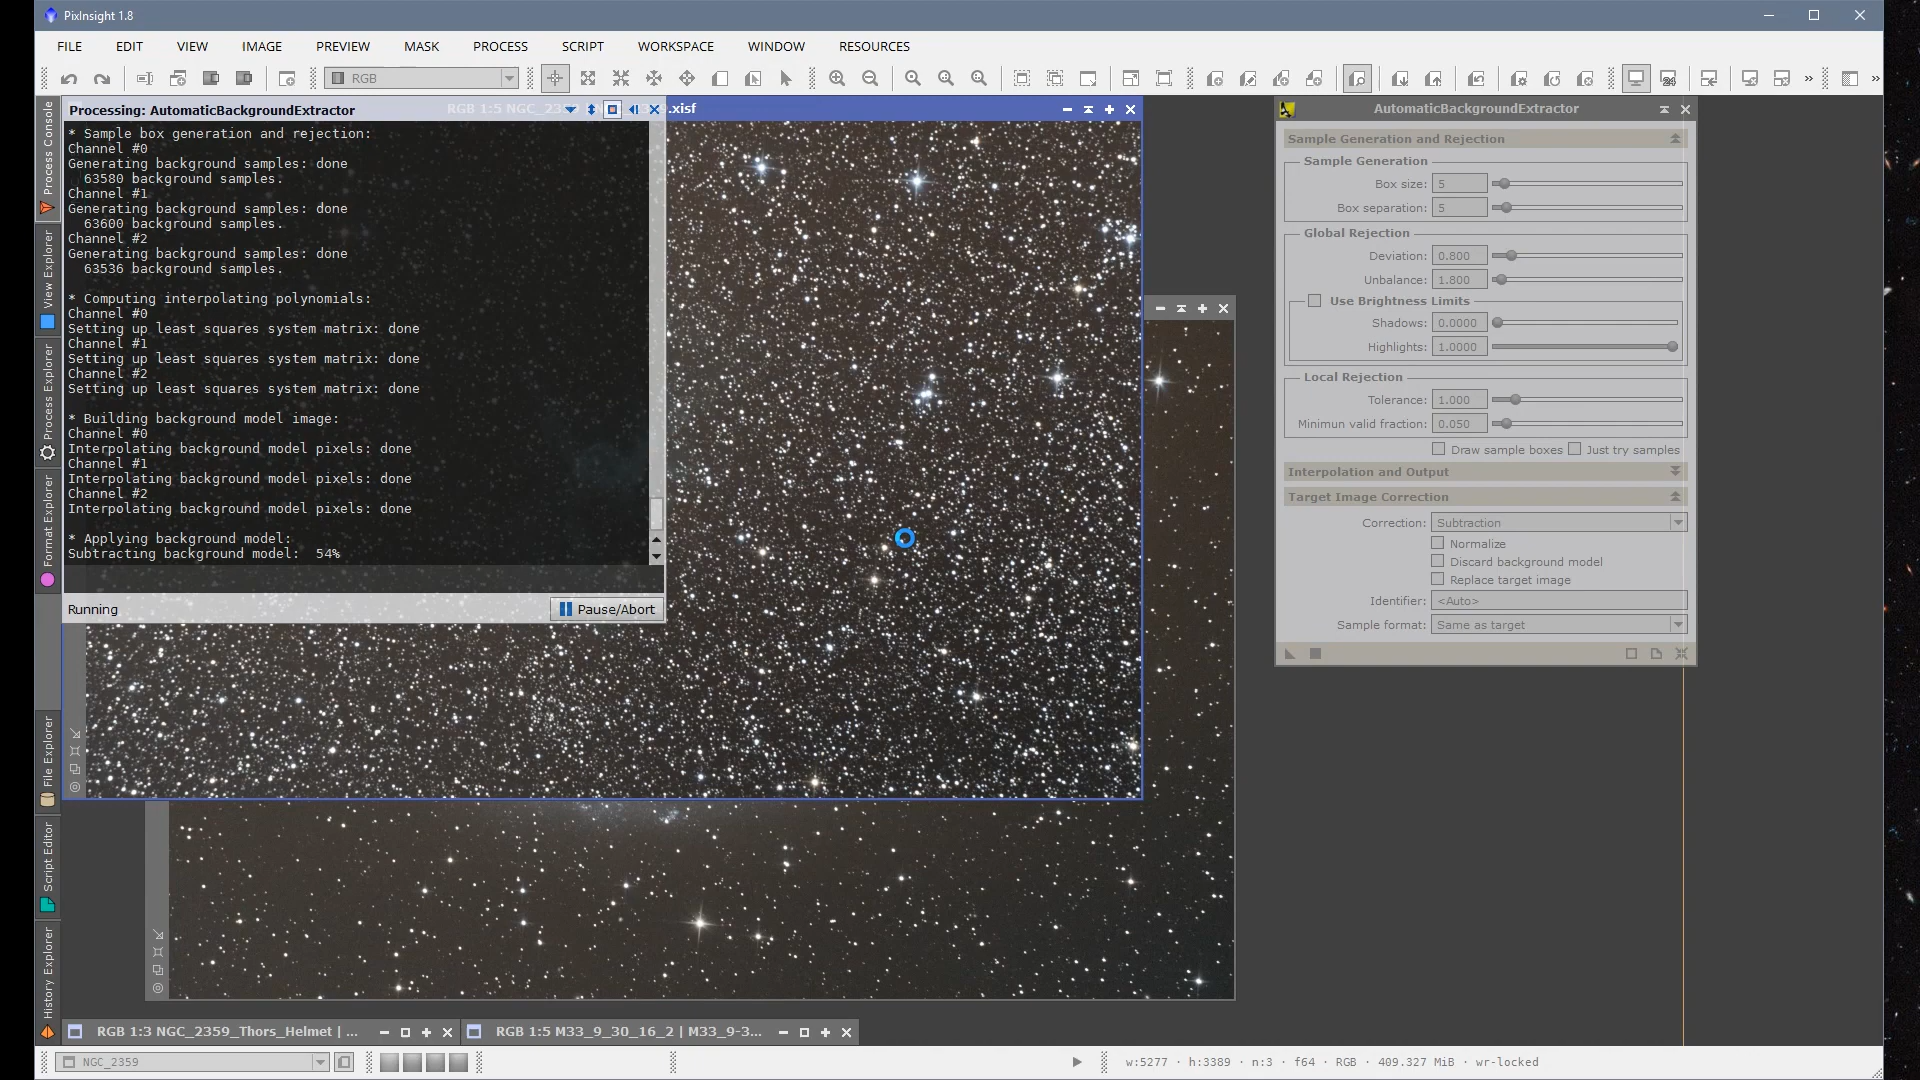 PixInsight 1.8
FILE EDIT VIEW IMAGE PREVIEW MASK PROCESS SCRIPT WORKSPACE WINDOW RESOURCES
RGB
Processing: AutomaticBackgroundExtractor
RGB 1:5 NGC_2359 .xisf
* Sample box generation and rejection:
Channel #0
Generating background samples: done
63580 background samples.
Channel #1
Generating background samples: done
63600 background samples.
Channel #2
Generating background samples: done
63536 background samples.
* Computing interpolating polynomials:
Channel #0
Setting up least squares system matrix: done
Channel #1
Setting up least squares system matrix: done
Channel #2
Setting up least squares system matrix: done
* Building background model image:
Channel #0
Interpolating background model pixels: done
Channel #1
Interpolating background model pixels: done
Channel #2
Interpolating background model pixels: done
* Applying background model:
Subtracting background model: 54%
Running
Pause/Abort
Process Console
View Explorer
Process Explorer
Format Explorer
File Explorer
Script Editor
History Explorer
AutomaticBackgroundExtractor
Sample Generation and Rejection
Sample Generation
Box size: 5
Box separation: 5
Global Rejection
Deviation: 0.800
Unbalance: 1.800
Use Brightness Limits
Shadows: 0.0000
Highlights: 1.0000
Local Rejection
Tolerance: 1.000
Minimun valid fraction: 0.050
Draw sample boxes Just try samples
Interpolation and Output
Target Image Correction
Correction: Subtraction
Normalize
Discard background model
Replace target image
Identifier: <Auto>
Sample format: Same as target
RGB 1:3 NGC_2359_Thors_Helmet | ...
RGB 1:5 M33_9_30_16_2 | M33_9-3...
NGC_2359
w:5277 · h:3389 · n:3 · f64 · RGB · 409.327 MiB · wr-locked